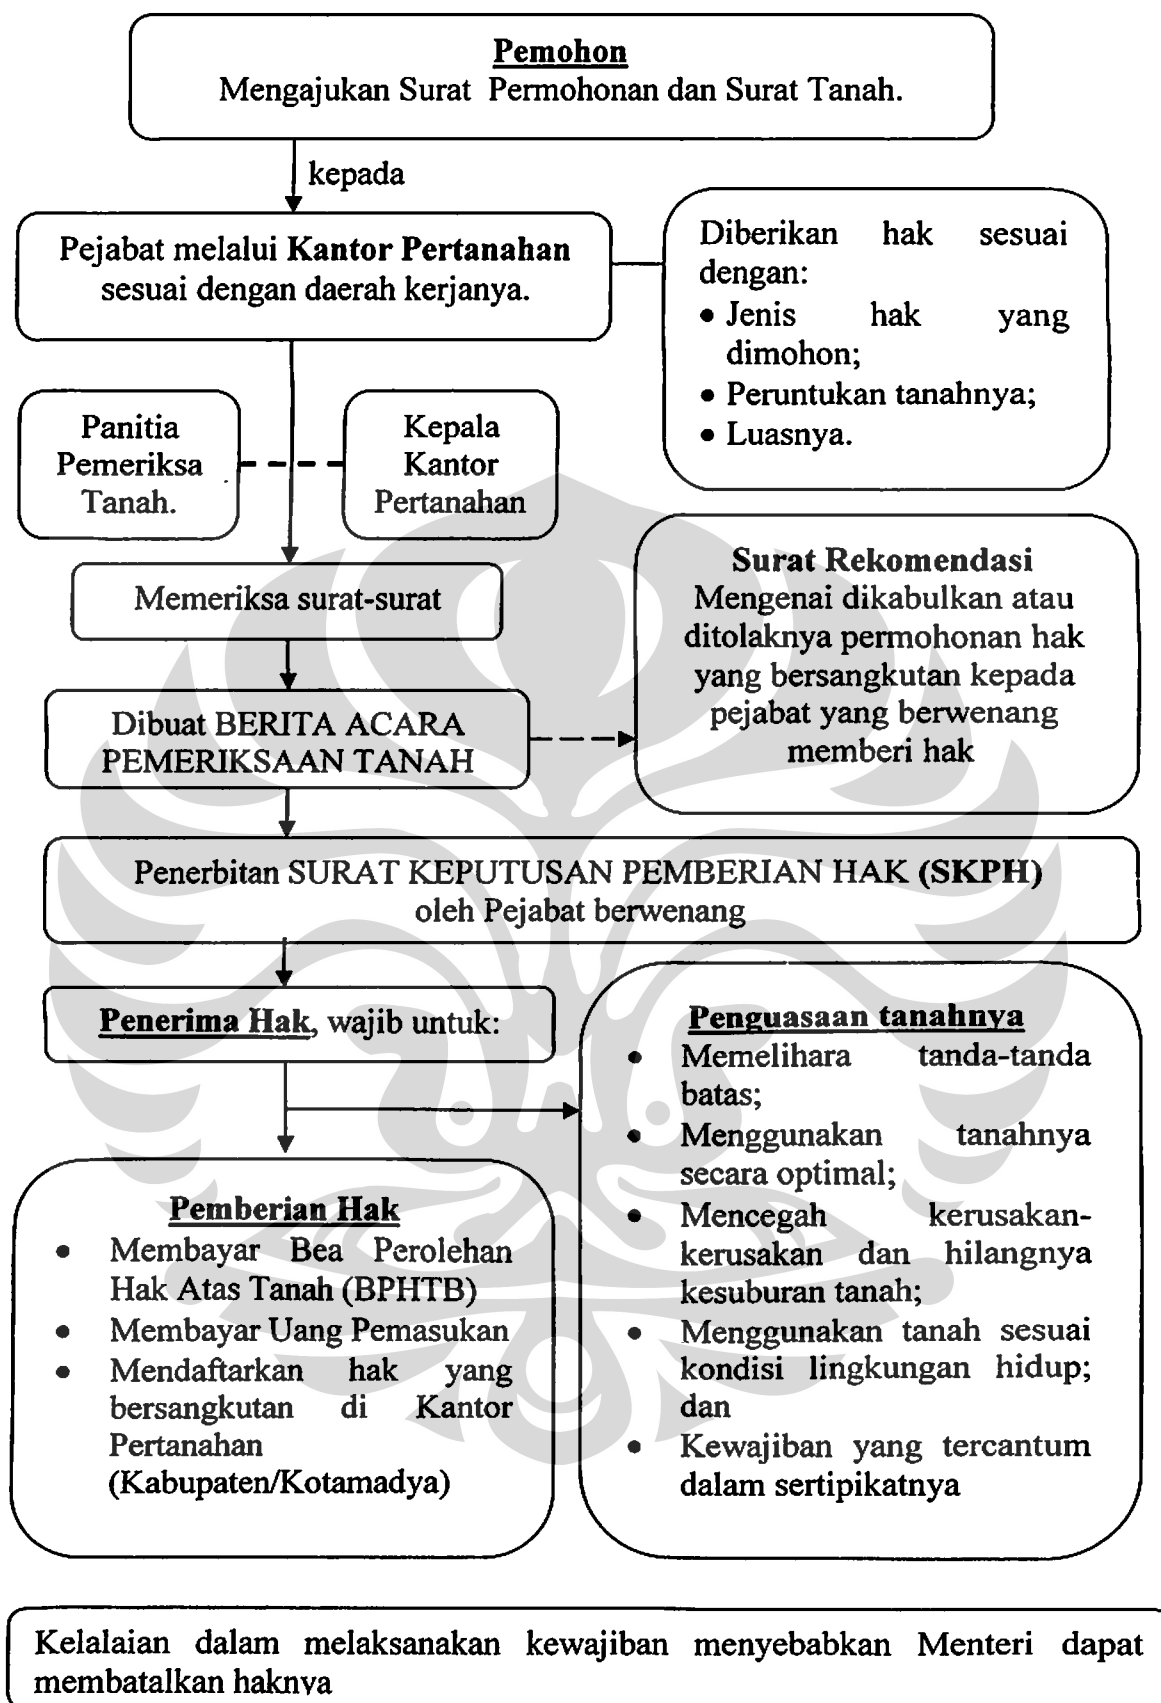 Pemohon
Mengajukan Surat Permohonan dan Surat Tanah.
kepada
Pejabat melalui Kantor Pertanahan
sesuai dengan daerah kerjanya.
Diberikan hak sesuai
dengan:
• Jenis hak yang
dimohon;
• Peruntukan tanahnya;
• Luasnya.
Panitia
Pemeriksa
Tanah.
Kepala
Kantor
Pertanahan
Memeriksa surat-surat
Surat Rekomendasi
Mengenai dikabulkan atau
ditolaknya permohonan hak
yang bersangkutan kepada
pejabat yang berwenang
memberi hak
Dibuat BERITA ACARA
PEMERIKSAAN TANAH
Penerbitan SURAT KEPUTUSAN PEMBERIAN HAK (SKPH)
oleh Pejabat berwenang
Penerima Hak, wajib untuk:
Penguasaan tanahnya
• Memelihara tanda-tanda
batas;
• Menggunakan tanahnya
secara optimal;
• Mencegah kerusakan-
kerusakan dan hilangnya
kesuburan tanah;
• Menggunakan tanah sesuai
kondisi lingkungan hidup;
dan
• Kewajiban yang tercantum
dalam sertipikatnya
Pemberian Hak
• Membayar Bea Perolehan
Hak Atas Tanah (BPHTB)
• Membayar Uang Pemasukan
• Mendaftarkan hak yang
bersangkutan di Kantor
Pertanahan
(Kabupaten/Kotamadya)
Kelalaian dalam melaksanakan kewajiban menyebabkan Menteri dapat
membatalkan haknya